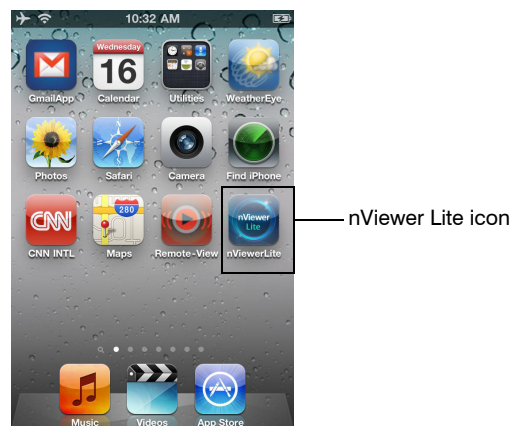 10:32 AM
Wednesday
16
GmailApp Calendar Utilities WeatherEye
Photos Safari Camera Find iPhone
CNN
280
nViewer
Lite
nViewer Lite icon
CNN INTL Maps Remote-View nViewerLite
Music Videos App Store